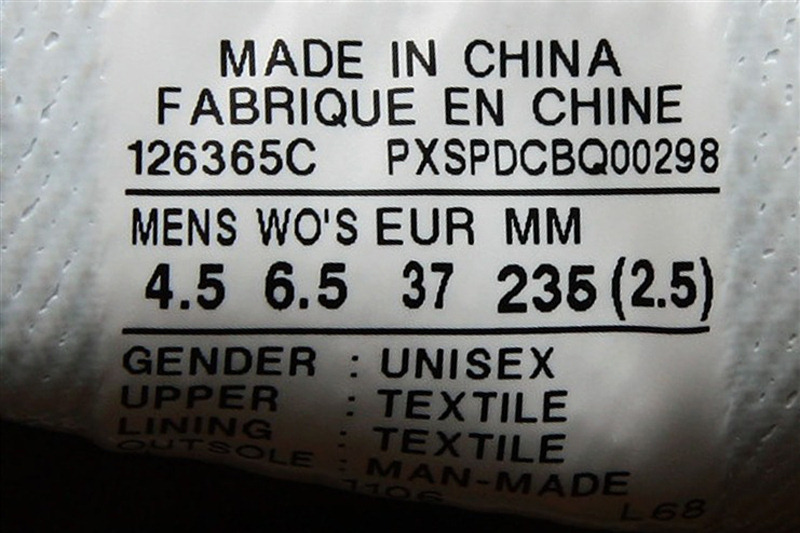 MADE IN CHINA
FABRIQUE EN CHINE
126365C PXSPDCBQ00298
MENS WO'S EUR MM
4.5 6.5 37 235 (2.5)
GENDER : UNISEX
UPPER : TEXTILE
LINING : TEXTILE
OUTSOLE : MAN-MADE
1106 L68